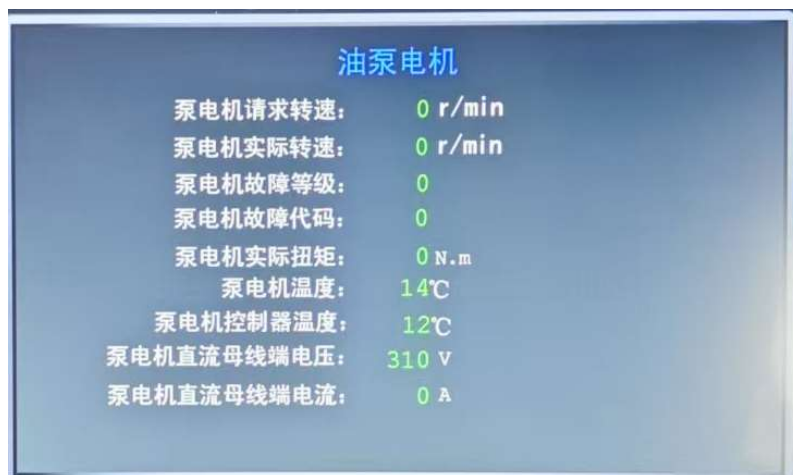 油泵电机
泵电机请求转速： 0 r/min
泵电机实际转速： 0 r/min
泵电机故障等级： 0
泵电机故障代码： 0
泵电机实际扭矩： 0 N.m
泵电机温度： 14℃
泵电机控制器温度： 12℃
泵电机直流母线端电压： 310 V
泵电机直流母线端电流： 0 A